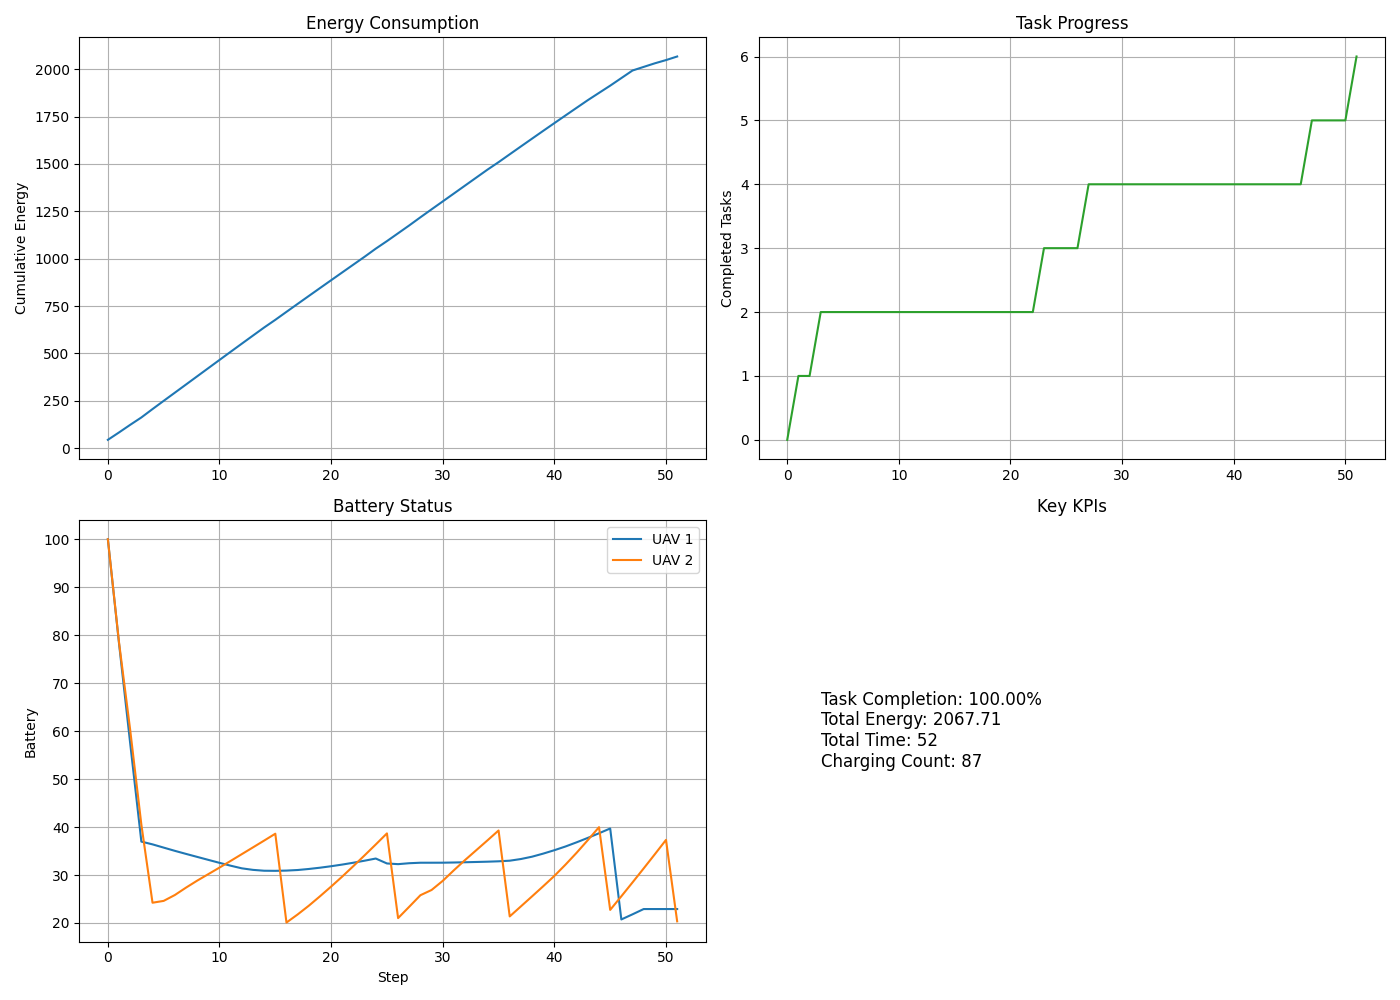 Energy Consumption
Cumulative Energy
2000
1750
1500
1250
1000
750
500
250
0
0 10 20 30 40 50
Task Progress
Completed Tasks
6
5
4
3
2
1
0
0 10 20 30 40 50
Battery Status
UAV 1
UAV 2
Battery
100
90
80
70
60
50
40
30
20
0 10 20 30 40 50
Step
Key KPIs
Task Completion: 100.00%
Total Energy: 2067.71
Total Time: 52
Charging Count: 87